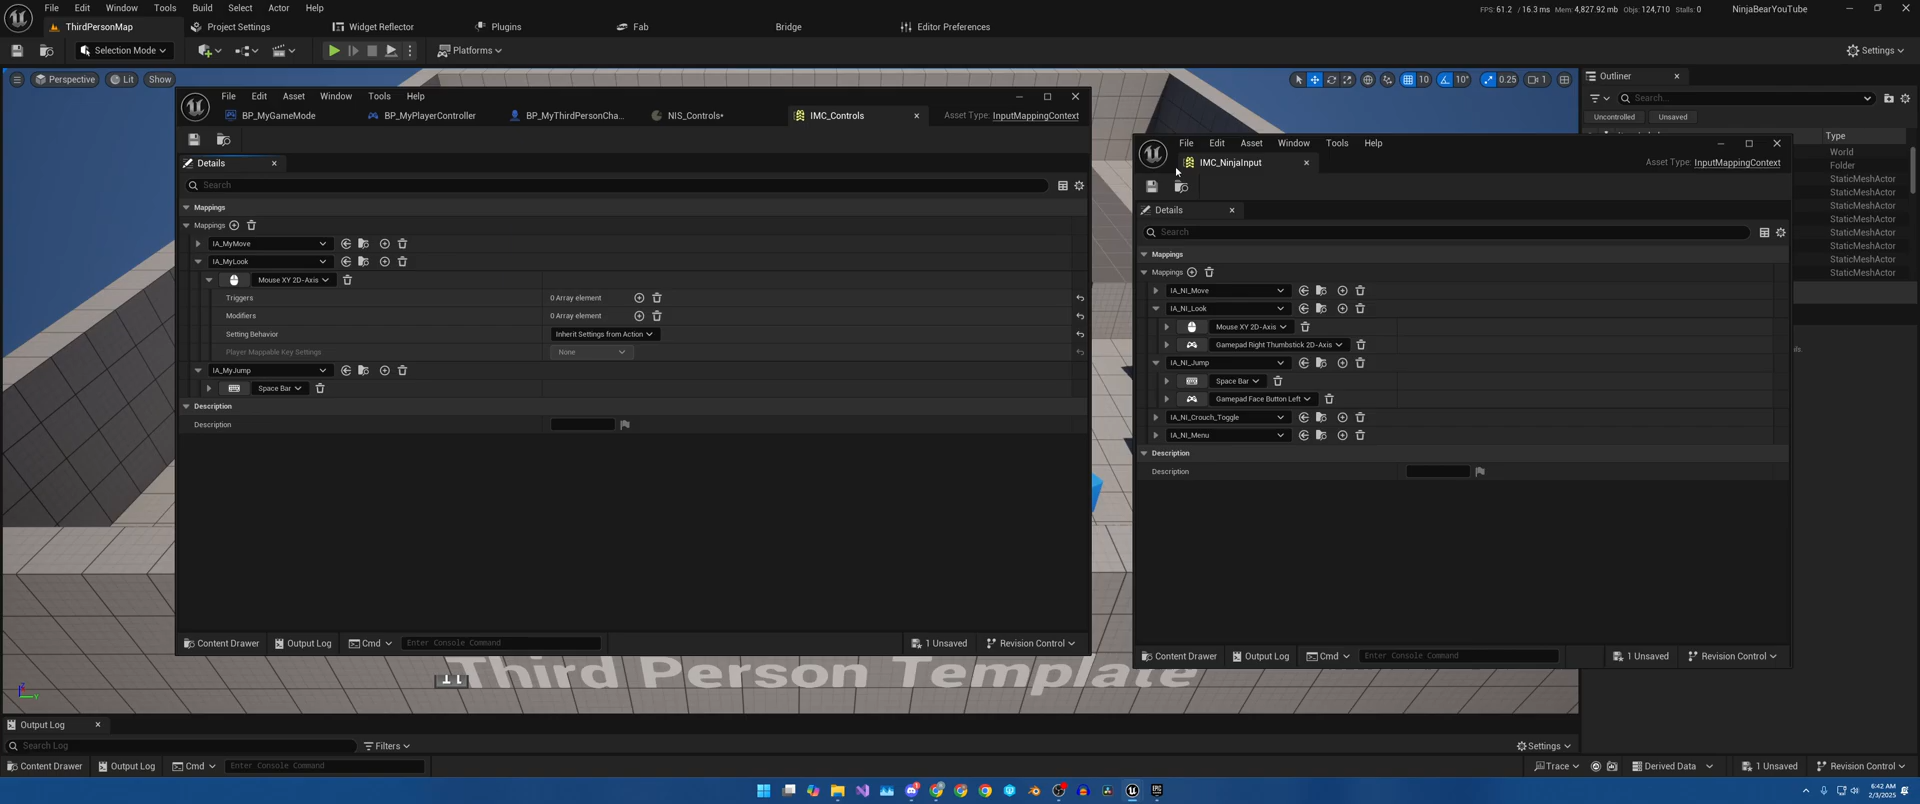 File Edit Window Tools Build Select Actor Help
FPS: 61.2 / 16.3 ms Mem: 4,827.92 mb Objs: 124,710 Stalls: 0
NinjaBearYouTube
ThirdPersonMap
Project Settings
Widget Reflector
Plugins
Fab
Bridge
Editor Preferences
Selection Mode
Platforms
Settings
Perspective
Lit
Show
10
10°
0.25
1
Outliner
Search...
Uncontrolled
Unsaved
Type
World
Folder
StaticMeshActor
StaticMeshActor
StaticMeshActor
StaticMeshActor
StaticMeshActor
StaticMeshActor
StaticMeshActor
File Edit Asset Window Tools Help
BP_MyGameMode
BP_MyPlayerController
BP_MyThirdPersonCha...
NIS_Controls*
IMC_Controls
Asset Type: InputMappingContext
Details
Search
Mappings
Mappings
IA_MyMove
IA_MyLook
Mouse XY 2D-Axis
Triggers 0 Array element
Modifiers 0 Array element
Setting Behavior Inherit Settings from Action
Player Mappable Key Settings None
IA_MyJump
Space Bar
Description
Description
Content Drawer
Output Log
Cmd
Enter Console Command
1 Unsaved
Revision Control
File Edit Asset Window Tools Help
IMC_NinjaInput
Asset Type: InputMappingContext
Details
Search
Mappings
Mappings
IA_NI_Move
IA_NI_Look
Mouse XY 2D-Axis
Gamepad Right Thumbstick 2D-Axis
IA_NI_Jump
Space Bar
Gamepad Face Button Left
IA_NI_Crouch_Toggle
IA_NI_Menu
Description
Description
Content Drawer
Output Log
Cmd
Enter Console Command
1 Unsaved
Revision Control
Third Person Template
Output Log
Search Log
Filters
Settings
Content Drawer
Output Log
Cmd
Enter Console Command
Trace
Derived Data
1 Unsaved
Revision Control
6:42 AM
2/3/2025